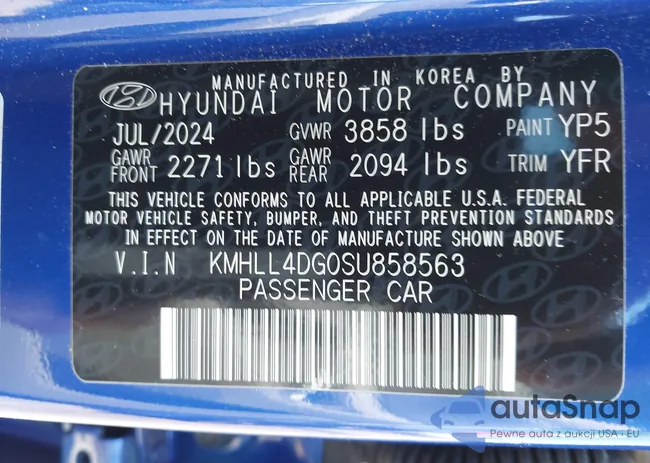 MANUFACTURED IN KOREA BY
HYUNDAI MOTOR COMPANY
JUL/2024 GVWR 3858 lbs PAINT YP5
GAWR FRONT 2271 lbs GAWR REAR 2094 lbs TRIM YFR
THIS VEHICLE CONFORMS TO ALL APPLICABLE U.S.A. FEDERAL
MOTOR VEHICLE SAFETY, BUMPER, AND THEFT PREVENTION STANDARDS
IN EFFECT ON THE DATE OF MANUFACTURE SHOWN ABOVE
V.I.N KMHLL4DG0SU858563
PASSENGER CAR
autaSnap
Pewne auta z aukcji USA · EU